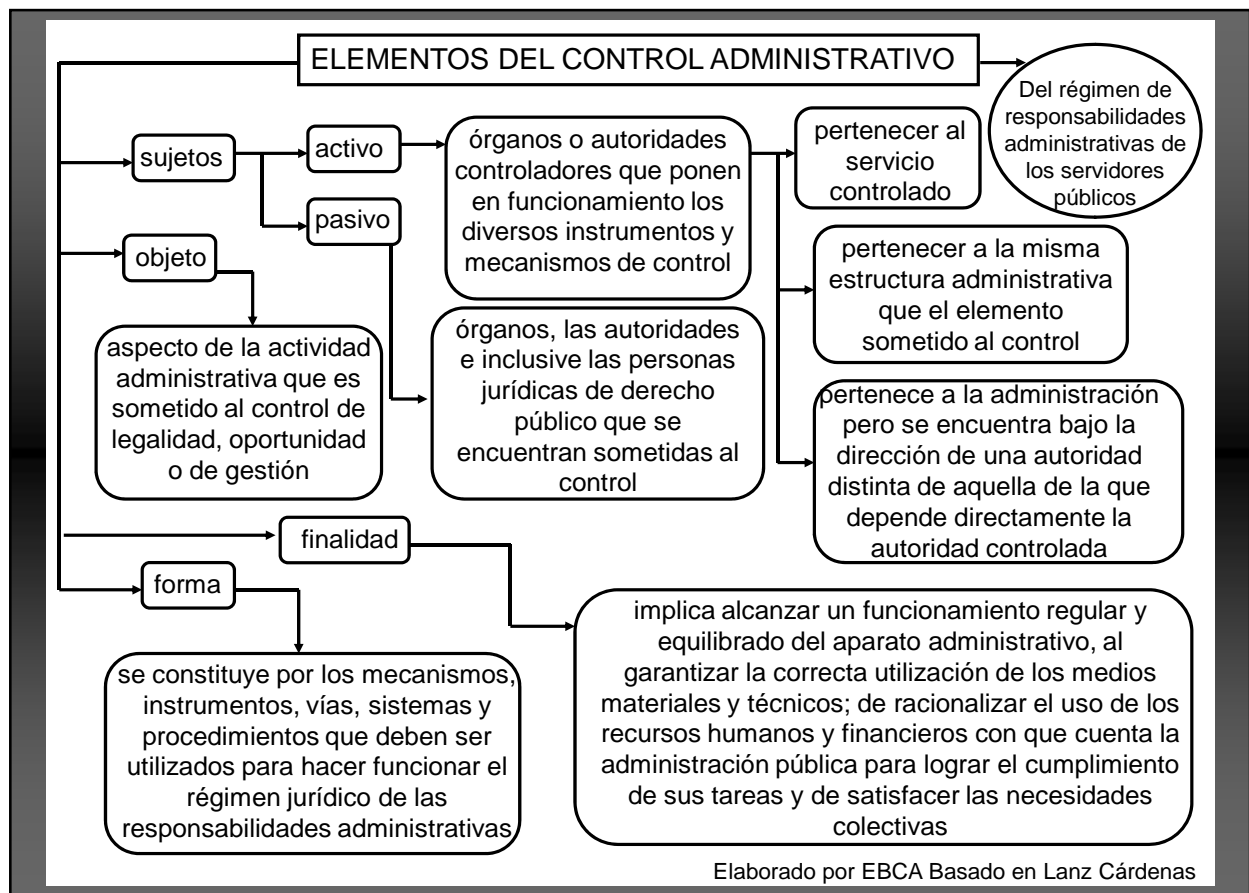 ELEMENTOS DEL CONTROL ADMINISTRATIVO
Del régimen de
responsabilidades
administrativas de
los servidores
públicos
sujetos
activo
pasivo
órganos o autoridades
controladores que ponen
en funcionamiento los
diversos instrumentos y
mecanismos de control
pertenecer al
servicio
controlado
pertenecer a la misma
estructura administrativa
que el elemento
sometido al control
pertenece a la administración
pero se encuentra bajo la
dirección de una autoridad
distinta de aquella de la que
depende directamente la
autoridad controlada
órganos, las autoridades
e inclusive las personas
jurídicas de derecho
público que se
encuentran sometidas al
control
objeto
aspecto de la actividad
administrativa que es
sometido al control de
legalidad, oportunidad
o de gestión
finalidad
implica alcanzar un funcionamiento regular y
equilibrado del aparato administrativo, al
garantizar la correcta utilización de los medios
materiales y técnicos; de racionalizar el uso de los
recursos humanos y financieros con que cuenta la
administración pública para lograr el cumplimiento
de sus tareas y de satisfacer las necesidades
colectivas
forma
se constituye por los mecanismos,
instrumentos, vías, sistemas y
procedimientos que deben ser
utilizados para hacer funcionar el
régimen jurídico de las
responsabilidades administrativas
Elaborado por EBCA Basado en Lanz Cárdenas